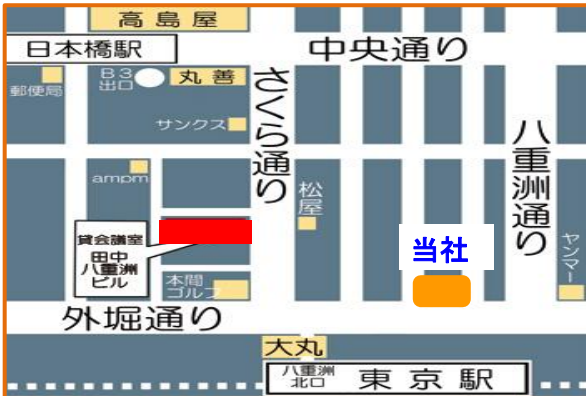 高島屋
日本橋駅
中央通り
郵便局
B3
出口
丸善
さくら通り
サンクス
八重洲通り
ampm
松屋
貸会議室
田中
八重洲
ビル
当社
ヤンマー
本間
ゴルフ
外堀通り
大丸
八重洲
北口
東京駅